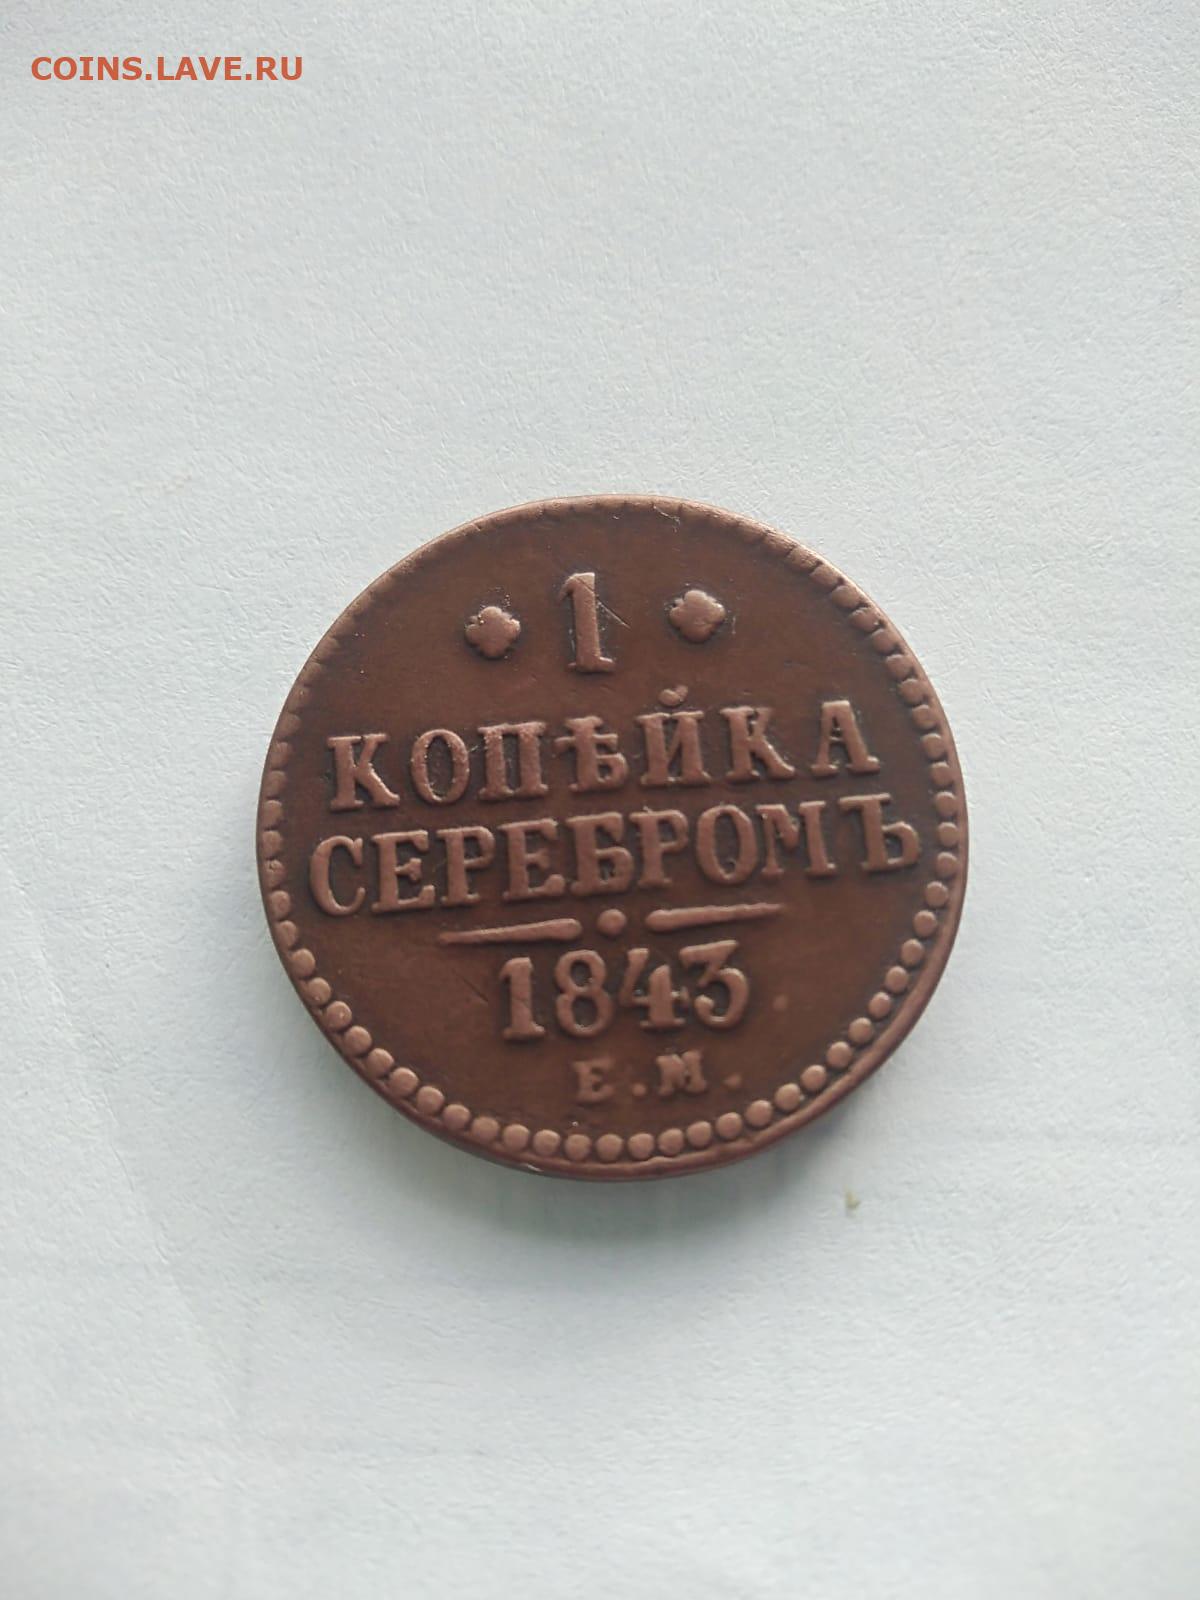 COINS.LAVE.RU
1
КОПѢЙКА
СЕРЕБРОМЪ
1843
Е.М.